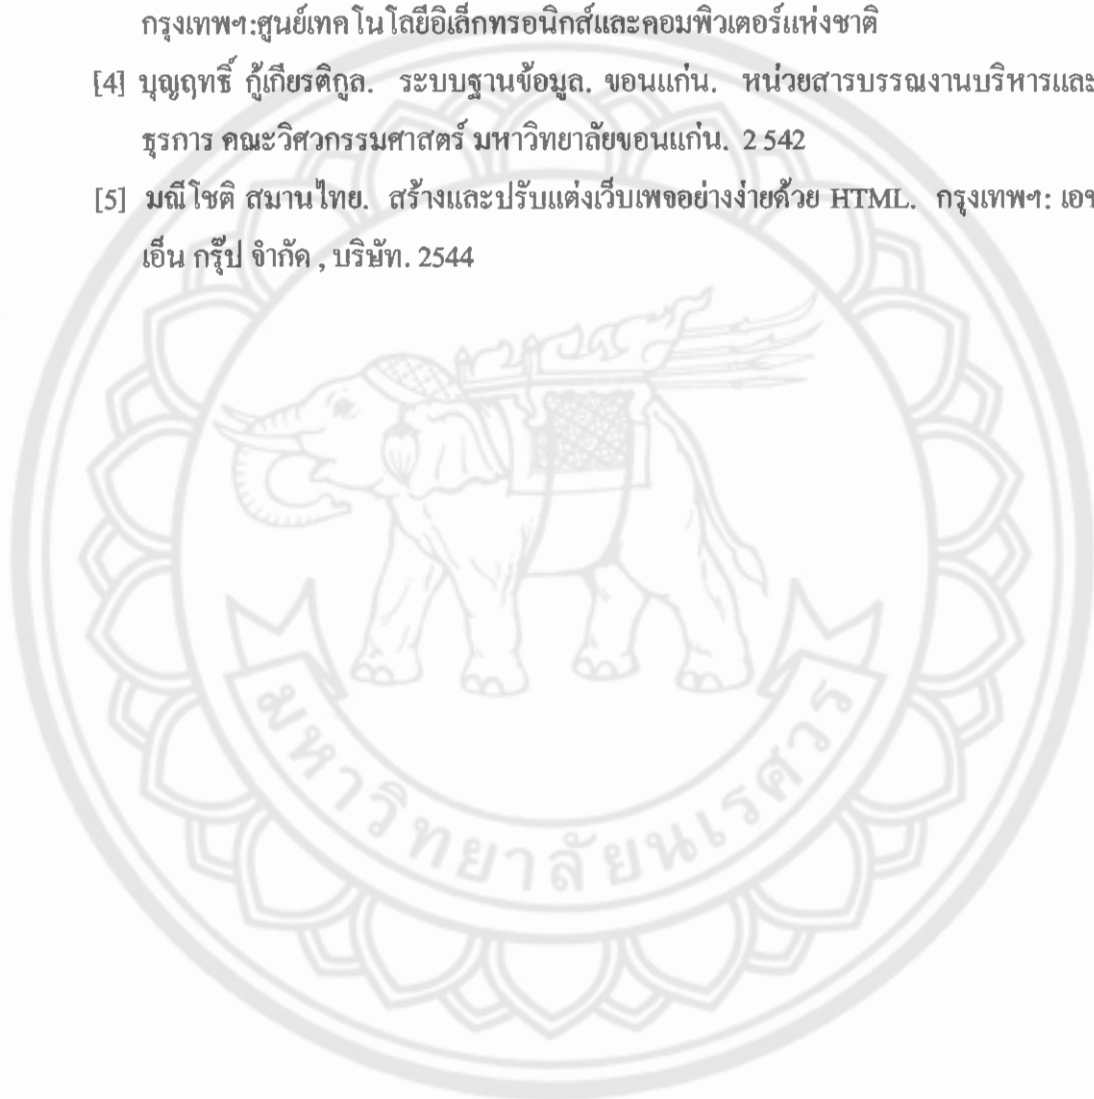 กรุงเทพฯ:ศูนย์เทคโนโลยีอิเล็กทรอนิกส์และคอมพิวเตอร์แห่งชาติ
[4] บุญฤทธิ์ กู้เกียรติกูล. ระบบฐานข้อมูล. ขอนแก่น. หน่วยสารบรรณงานบริหารและ
ธุรการ คณะวิศวกรรมศาสตร์ มหาวิทยาลัยขอนแก่น. 2 542
[5] มณีโชติ สมานไทย. สร้างและปรับแต่งเว็บเพจอย่างง่ายด้วย HTML. กรุงเทพฯ: เอช
เอ็น กรุ๊ป จำกัด , บริษัท. 2544
มหาวิทยาลัยนเรศวร